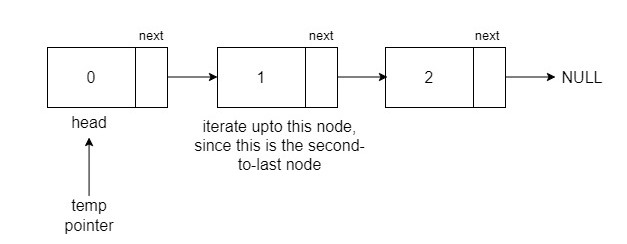 next next next
0 1 2 NULL
head
iterate upto this node,
since this is the second-
to-last node
temp
pointer